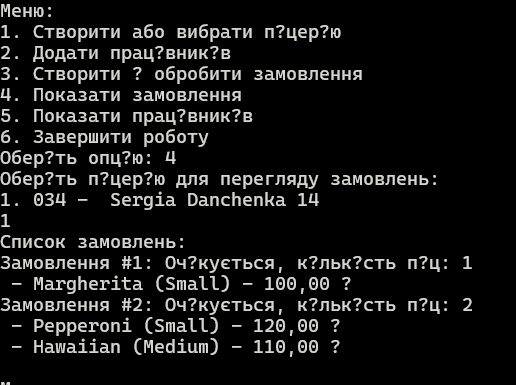 Меню:
1. Створити або вибрати п?цер?ю
2. Додати прац?вник?в
3. Створити ? обробити замовлення
4. Показати замовлення
5. Показати прац?вник?в
6. Завершити роботу
Обер?ть опц?ю: 4
Обер?ть п?цер?ю для перегляду замовлень:
1. 034 -  Sergia Danchenka 14
1
Список замовлень:
Замовлення #1: Оч?кується, к?льк?сть п?ц: 1
 - Margherita (Small) - 100,00 ?
Замовлення #2: Оч?кується, к?льк?сть п?ц: 2
 - Pepperoni (Small) - 120,00 ?
 - Hawaiian (Medium) - 110,00 ?